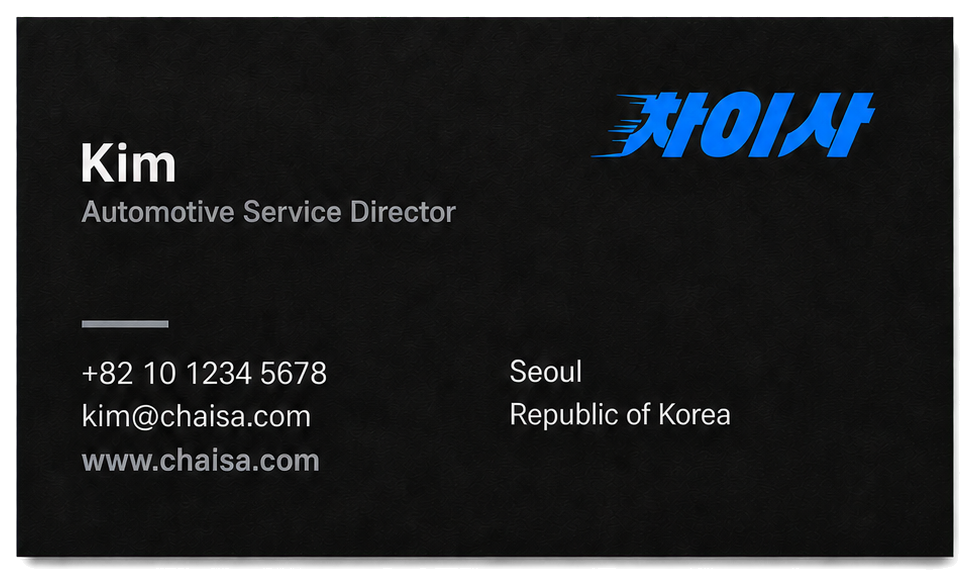 차이사
Kim
Automotive Service Director
+82 10 1234 5678
kim@chaisa.com
www.chaisa.com
Seoul
Republic of Korea